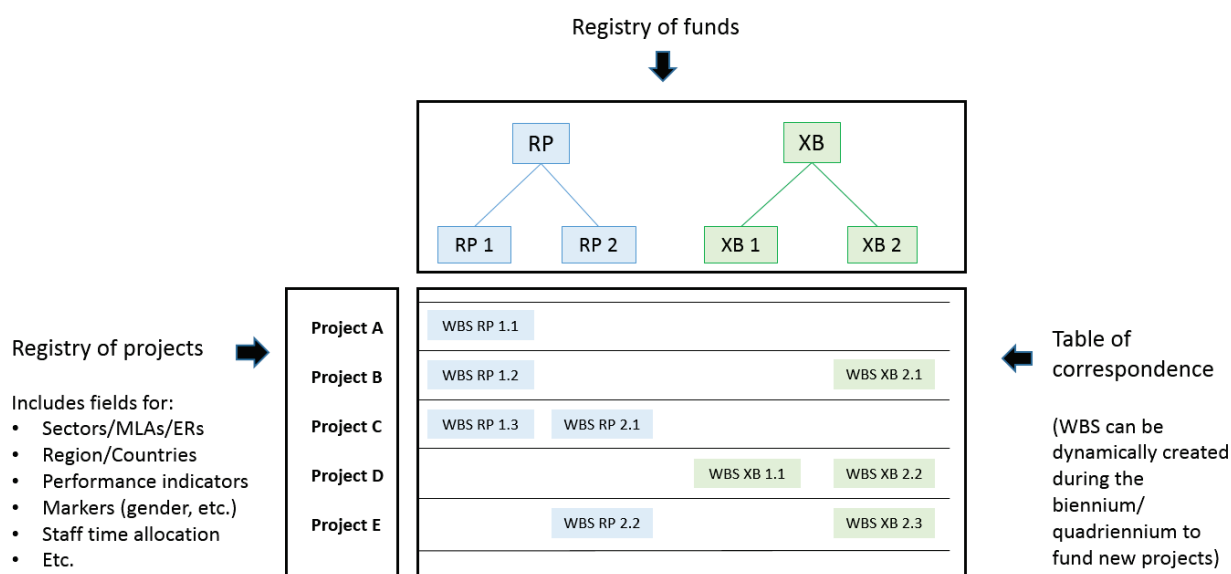 Registry of funds
RP
XB
RP 1
RP 2
XB 1
XB 2
Registry of projects
Includes fields for:
• Sectors/MLAs/ERs
• Region/Countries
• Performance indicators
• Markers (gender, etc.)
• Staff time allocation
• Etc.
Project A
WBS RP 1.1
Project B
WBS RP 1.2
WBS XB 2.1
Project C
WBS RP 1.3
WBS RP 2.1
Project D
WBS XB 1.1
WBS XB 2.2
Project E
WBS RP 2.2
WBS XB 2.3
Table of
correspondence
(WBS can be
dynamically created
during the
biennium/
quadriennium to
fund new projects)